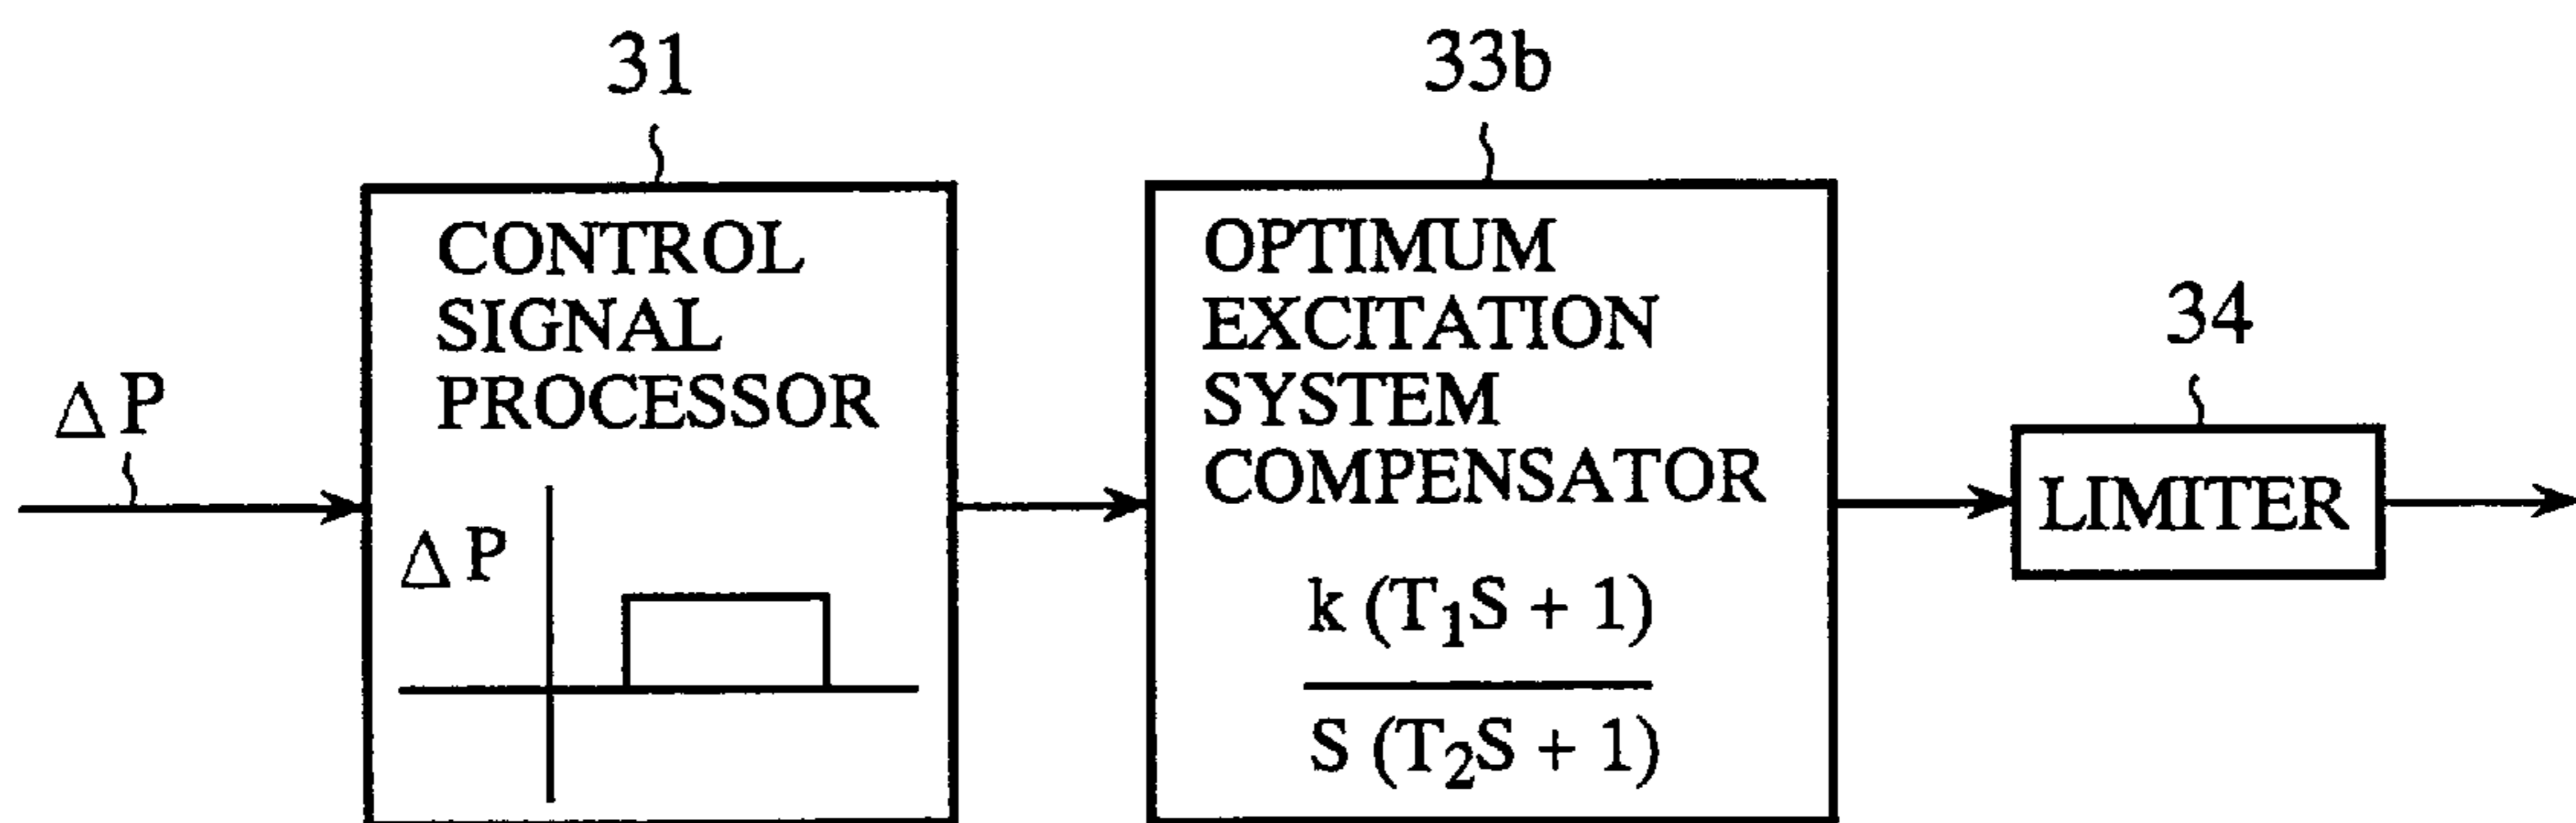 31
33b
34
ΔP
CONTROL
SIGNAL
PROCESSOR
ΔP
OPTIMUM
EXCITATION
SYSTEM
COMPENSATOR
k (T₁S + 1)
S (T₂S + 1)
LIMITER